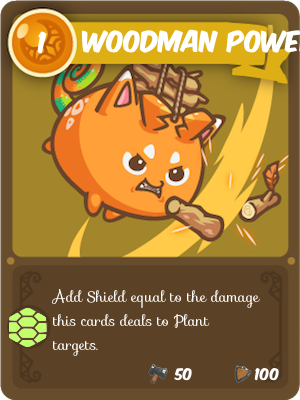 1 WOODMAN POWE
Add Shield equal to the damage
this cards deals to Plant
targets.
50 100